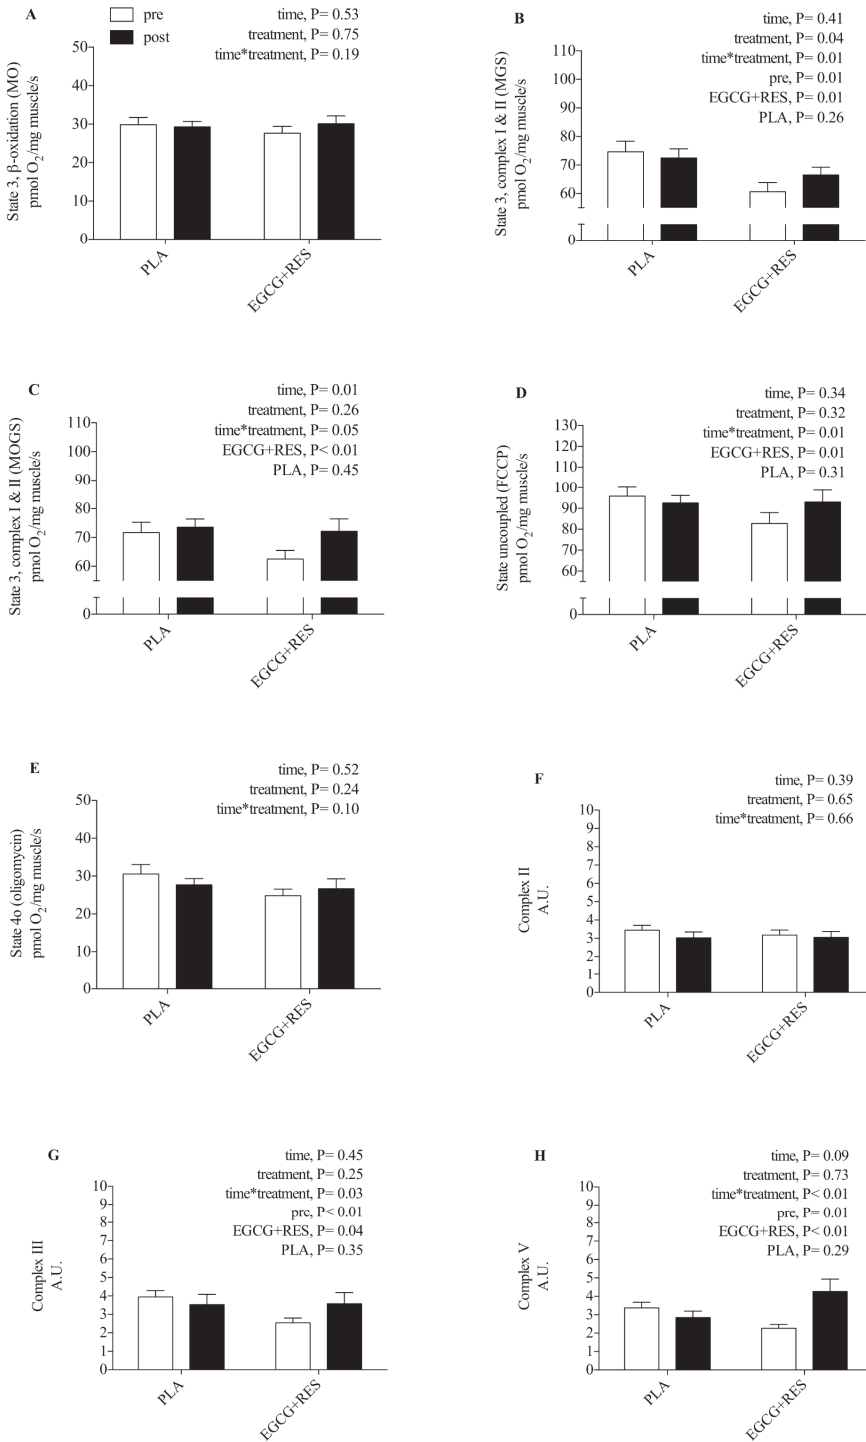 A
pre
post
time, P= 0.53
treatment, P= 0.75
time*treatment, P= 0.19
State 3, β-oxidation (MO)
pmol O2/mg muscle/s
50
40
30
20
10
0
PLA
EGCG+RES
B
time, P= 0.41
treatment, P= 0.04
time*treatment, P= 0.01
pre, P= 0.01
EGCG+RES, P= 0.01
PLA, P= 0.26
State 3, complex I & II (MGS)
pmol O2/mg muscle/s
110
100
90
80
70
60
0
PLA
EGCG+RES
C
time, P= 0.01
treatment, P= 0.26
time*treatment, P= 0.05
EGCG+RES, P< 0.01
PLA, P= 0.45
State 3, complex I & II (MOGS)
pmol O2/mg muscle/s
110
100
90
80
70
60
0
PLA
EGCG+RES
D
time, P= 0.34
treatment, P= 0.32
time*treatment, P= 0.01
EGCG+RES, P= 0.01
PLA, P= 0.31
State uncoupled (FCCP)
pmol O2/mg muscle/s
130
120
110
100
90
80
70
60
0
PLA
EGCG+RES
E
time, P= 0.52
treatment, P= 0.24
time*treatment, P= 0.10
State 4o (oligomycin)
pmol O2/mg muscle/s
50
40
30
20
10
0
PLA
EGCG+RES
F
time, P= 0.39
treatment, P= 0.65
time*treatment, P= 0.66
Complex II
A.U.
10
9
8
7
6
5
4
3
2
1
0
PLA
EGCG+RES
G
time, P= 0.45
treatment, P= 0.25
time*treatment, P= 0.03
pre, P< 0.01
EGCG+RES, P= 0.04
PLA, P= 0.35
Complex III
A.U.
10
9
8
7
6
5
4
3
2
1
0
PLA
EGCG+RES
H
time, P= 0.09
treatment, P= 0.73
time*treatment, P< 0.01
pre, P= 0.01
EGCG+RES, P< 0.01
PLA, P= 0.29
Complex V
A.U.
10
9
8
7
6
5
4
3
2
1
0
PLA
EGCG+RES